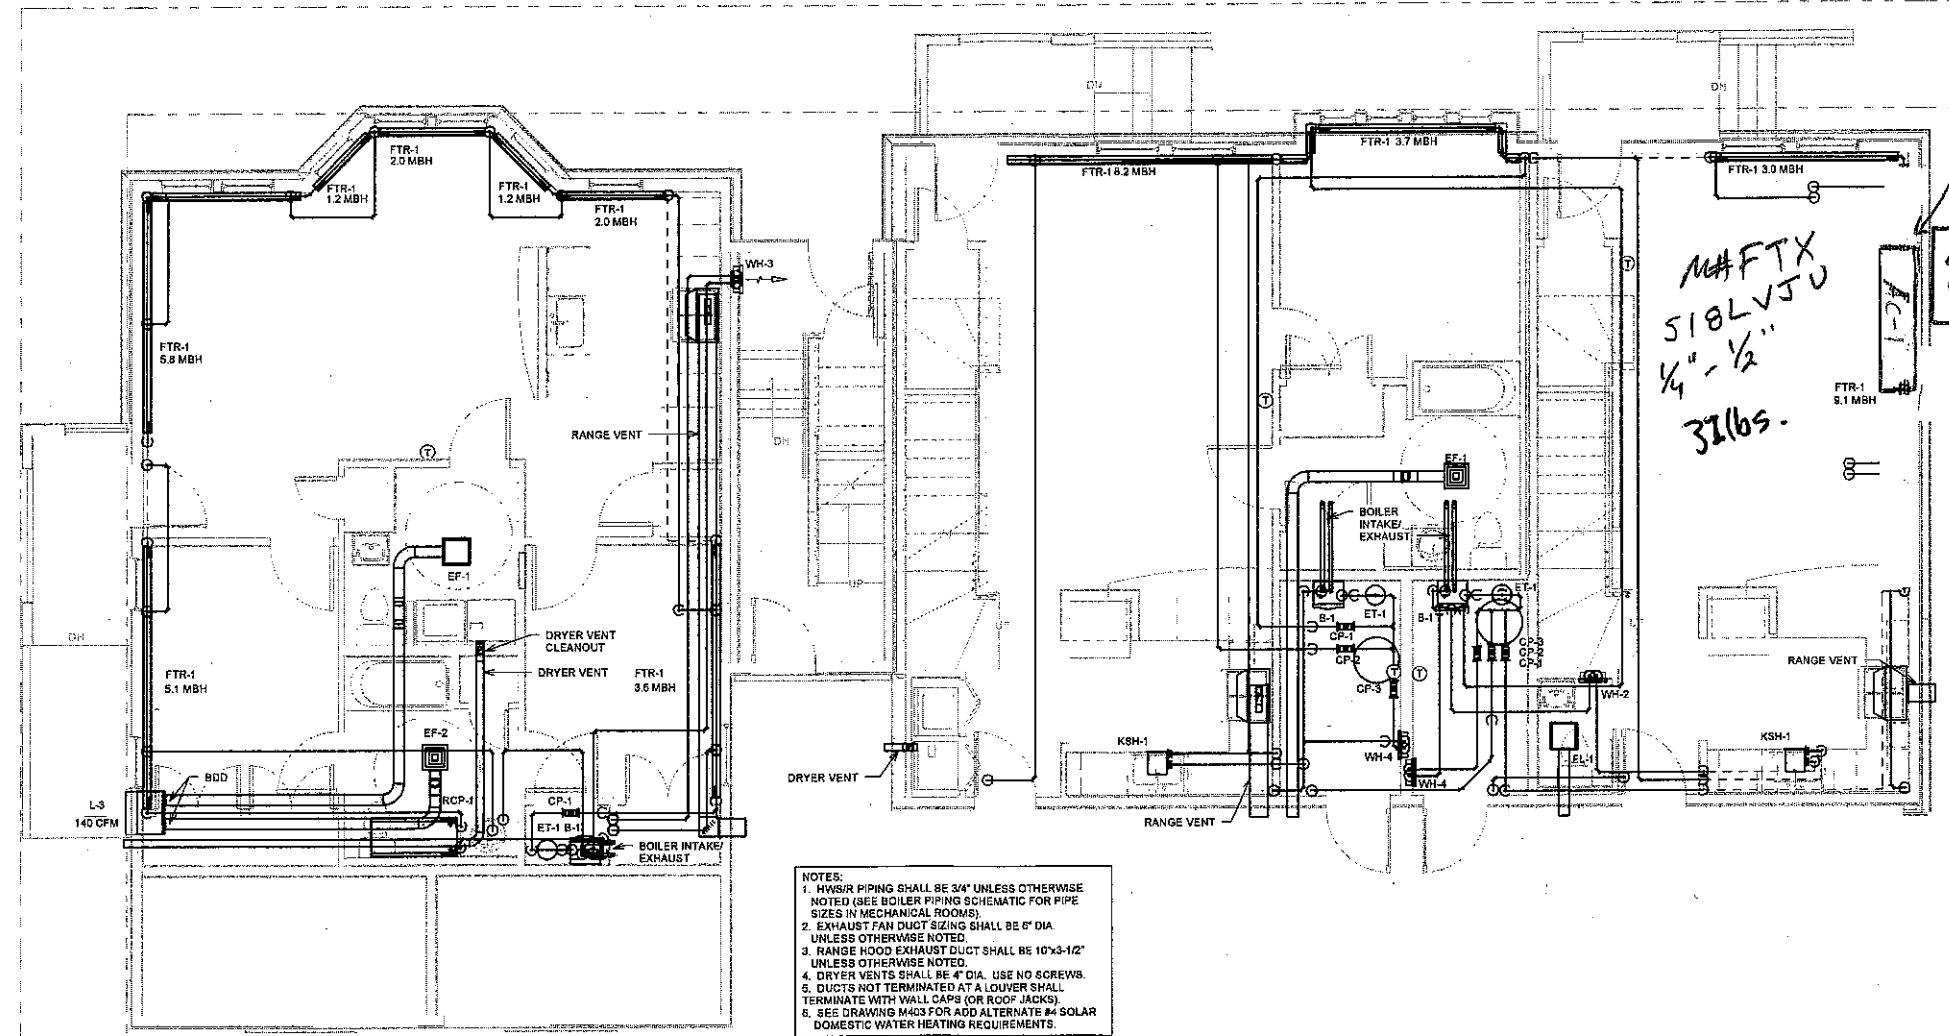 DN
DN
FTR-1
2.0 MBH
FTR-1
1.2 MBH
FTR-1
1.2 MBH
FTR-1
2.0 MBH
FTR-1 8.2 MBH
FTR-1 3.7 MBH
FTR-1 3.0 MBH
WH-3
T
M#FTX
518LVJU
1/4" - 1/2"
AC-1
FTR-1
5.8 MBH
FTR-1
9.1 MBH
RANGE VENT
DN
T
T
EF-1
BOILER
INTAKE/
EXHAUST
EF-1
UP
DN
DRYER VENT
CLEANOUT
DRYER VENT
FTR-1
5.1 MBH
FTR-1
3.6 MBH
B-1
ET-1
B-1
ET-1
CP-1
CP-2
CP-3
CP-3
CP-2
CP-1
T
T
WH-2
RANGE VENT
EF-2
BDD
L-3
140 CFM
RCP-1
CP-1
ET-1 B-1
BOILER INTAKE/
EXHAUST
DRYER VENT
KSH-1
WH-4
WH-4
EL-1
KSH-1
RANGE VENT
NOTES:
1. HWS/R PIPING SHALL BE 3/4" UNLESS OTHERWISE
NOTED (SEE BOILER PIPING SCHEMATIC FOR PIPE
SIZES IN MECHANICAL ROOMS).
2. EXHAUST FAN DUCT SIZING SHALL BE 6" DIA.
UNLESS OTHERWISE NOTED.
3. RANGE HOOD EXHAUST DUCT SHALL BE 10"x3-1/2"
UNLESS OTHERWISE NOTED.
4. DRYER VENTS SHALL BE 4" DIA. USE NO SCREWS.
5. DUCTS NOT TERMINATED AT A LOUVER SHALL
TERMINATE WITH WALL CAPS (OR ROOF JACKS).
6. SEE DRAWING M403 FOR ADD ALTERNATE #4 SOLAR
DOMESTIC WATER HEATING REQUIREMENTS.